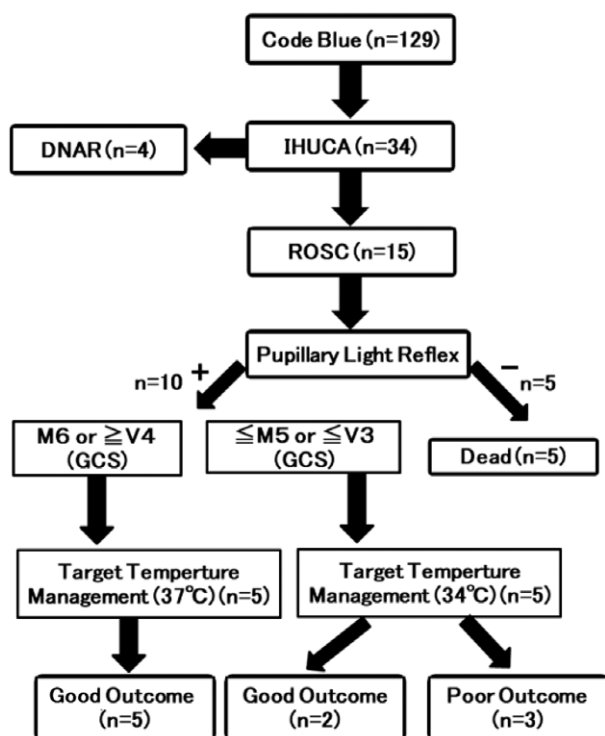 Code Blue (n=129)
DNAR (n=4)
IHUCA (n=34)
ROSC (n=15)
Pupillary Light Reflex
n=10 +
− n=5
M6 or ≧V4
(GCS)
≦M5 or ≦V3
(GCS)
Dead (n=5)
Target Temperture
Management (37°C) (n=5)
Target Temperture
Management (34°C) (n=5)
Good Outcome
(n=5)
Good Outcome
(n=2)
Poor Outcome
(n=3)